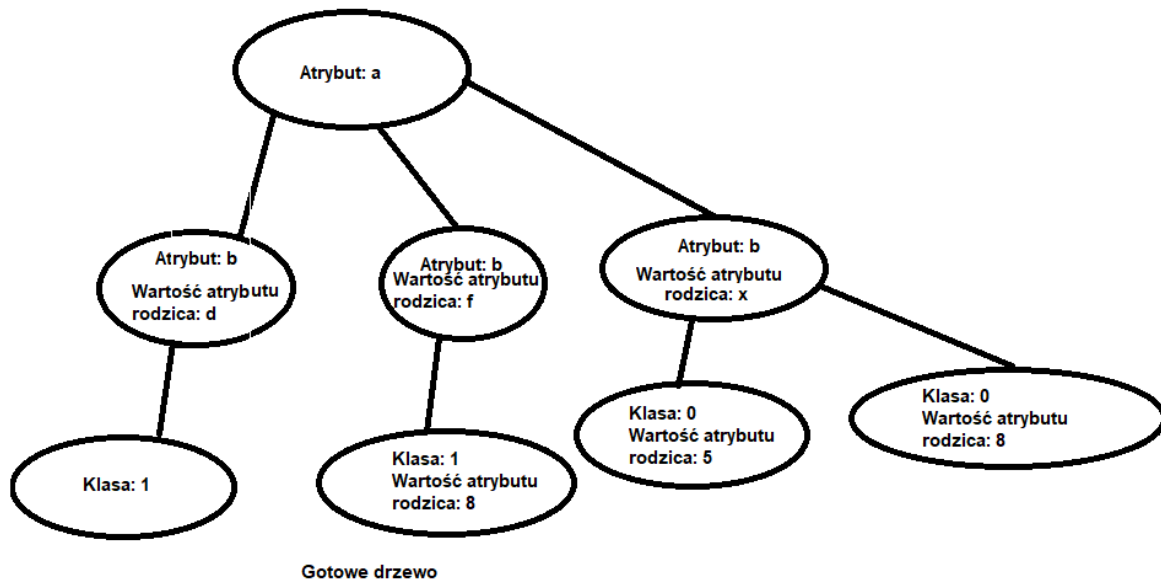 Atrybut: a
Atrybut: b
Wartość atrybutu
rodzica: d
Atrybut: b
Wartość atrybutu
rodzica: f
Atrybut: b
Wartość atrybutu
rodzica: x
Klasa: 1
Klasa: 1
Wartość atrybutu
rodzica: 8
Klasa: 0
Wartość atrybutu
rodzica: 5
Klasa: 0
Wartość atrybutu
rodzica: 8
Gotowe drzewo